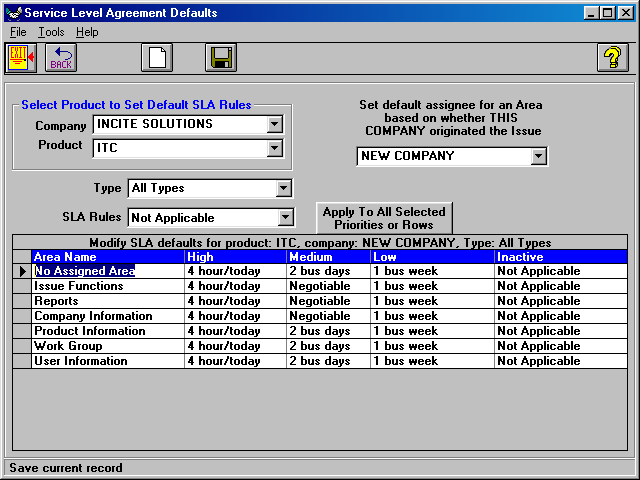 Service Level Agreement Defaults
File Tools Help
EXIT BACK ?
Select Product to Set Default SLA Rules
Company INCITE SOLUTIONS
Product ITC
Set default assignee for an Area
based on whether THIS
COMPANY originated the Issue
NEW COMPANY
Type All Types
SLA Rules Not Applicable
Apply To All Selected
Priorities or Rows
Modify SLA defaults for product: ITC, company: NEW COMPANY, Type: All Types
Area Name High Medium Low Inactive
No Assigned Area 4 hour/today 2 bus days 1 bus week Not Applicable
Issue Functions 4 hour/today Negotiable 1 bus week Not Applicable
Reports 4 hour/today Negotiable 1 bus week Not Applicable
Company Information 4 hour/today Negotiable 1 bus week Not Applicable
Product Information 4 hour/today 2 bus days 1 bus week Not Applicable
Work Group 4 hour/today 2 bus days 1 bus week Not Applicable
User Information 4 hour/today 2 bus days 1 bus week Not Applicable
Save current record